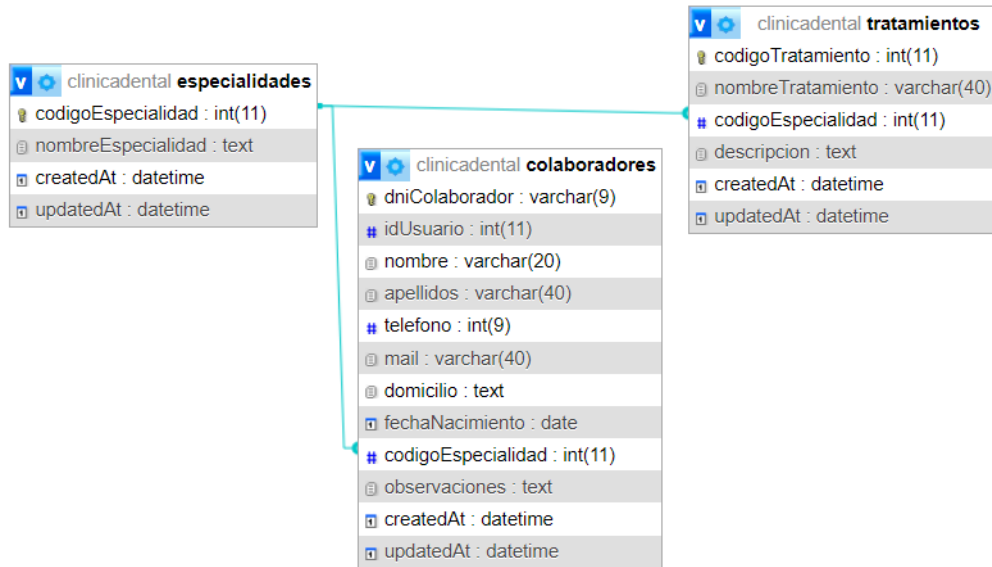 v clinicadental especialidades
codigoEspecialidad : int(11)
nombreEspecialidad : text
createdAt : datetime
updatedAt : datetime
v clinicadental colaboradores
dniColaborador : varchar(9)
# idUsuario : int(11)
nombre : varchar(20)
apellidos : varchar(40)
# telefono : int(9)
mail : varchar(40)
domicilio : text
fechaNacimiento : date
# codigoEspecialidad : int(11)
observaciones : text
createdAt : datetime
updatedAt : datetime
v clinicadental tratamientos
codigoTratamiento : int(11)
nombreTratamiento : varchar(40)
# codigoEspecialidad : int(11)
descripcion : text
createdAt : datetime
updatedAt : datetime